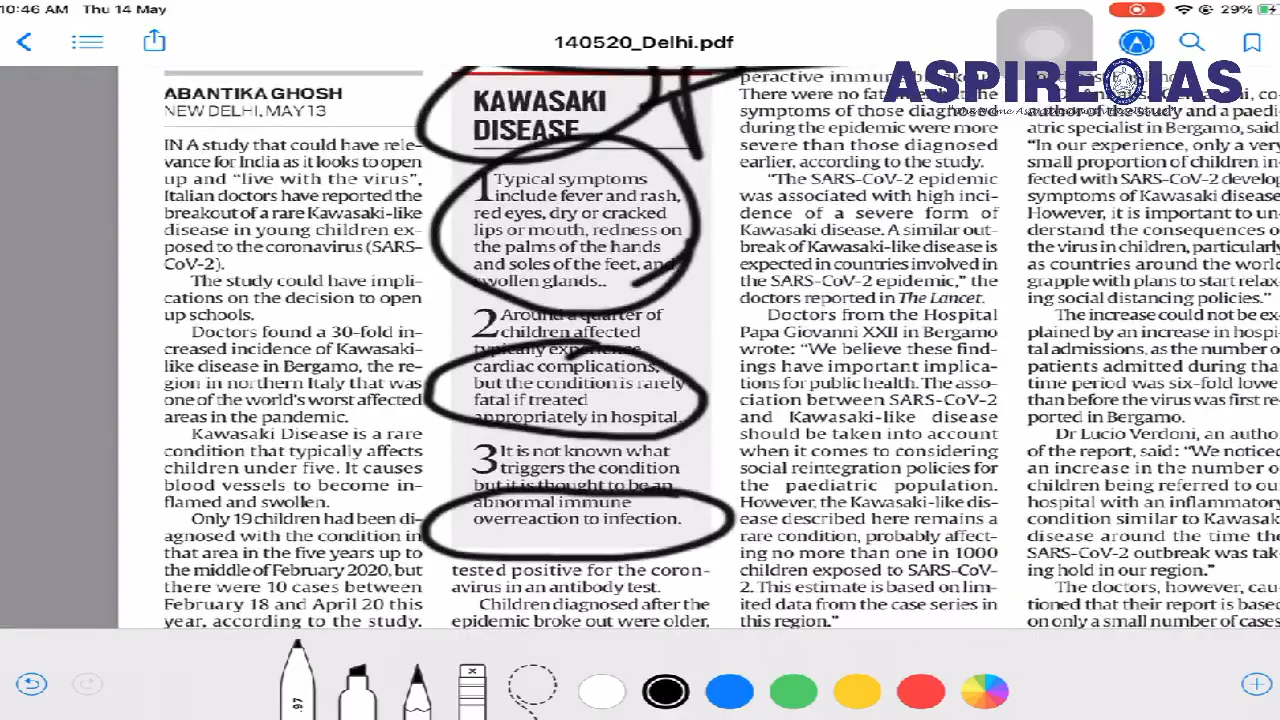 10:46 AM Thu 14 May
29%
140520_Delhi.pdf
ASPIRE IAS
ABANTIKA GHOSH
NEW DELHI, MAY 13
IN A study that could have rele-
vance for India as it looks to open
up and “live with the virus”,
Italian doctors have reported the
breakout of a rare Kawasaki-like
disease in young children ex-
posed to the coronavirus (SARS-
CoV-2).
The study could have impli-
cations on the decision to open
up schools.
Doctors found a 30-fold in-
creased incidence of Kawasaki-
like disease in Bergamo, the re-
gion in northern Italy that was
one of the world's worst affected
areas in the pandemic.
Kawasaki Disease is a rare
condition that typically affects
children under five. It causes
blood vessels to become in-
flamed and swollen.
Only 19 children had been di-
agnosed with the condition in
that area in the five years up to
the middle of February 2020, but
there were 10 cases between
February 18 and April 20 this
year, according to the study.
KAWASAKI
DISEASE
1 Typical symptoms
include fever and rash,
red eyes, dry or cracked
lips or mouth, redness on
the palms of the hands
and soles of the feet, and
swollen glands..
2 Around a quarter of
children affected
typically experience
cardiac complications,
but the condition is rarely
fatal if treated
appropriately in hospital
3 It is not known what
triggers the condition
but it is thought to be an
abnormal immune
overreaction to infection.
tested positive for the coron-
avirus in an antibody test.
Children diagnosed after the
epidemic broke out were older,
peractive immun
There were no fat
symptoms of those diagnosed
during the epidemic were more
severe than those diagnosed
earlier, according to the study.
“The SARS-CoV-2 epidemic
was associated with high inci-
dence of a severe form of
Kawasaki disease. A similar out-
break of Kawasaki-like disease is
expected in countries involved in
the SARS-CoV-2 epidemic,” the
doctors reported in The Lancet.
Doctors from the Hospital
Papa Giovanni XXII in Bergamo
wrote: “We believe these find-
ings have important implica-
tions for public health. The asso-
ciation between SARS-CoV-2
and Kawasaki-like disease
should be taken into account
when it comes to considering
social reintegration policies for
the paediatric population.
However, the Kawasaki-like dis-
ease described here remains a
rare condition, probably affect-
ing no more than one in 1000
children exposed to SARS-CoV-
2. This estimate is based on lim-
ited data from the case series in
this region.”
i, co-
author of the study and a paedi-
atric specialist in Bergamo, said
“In our experience, only a very
small proportion of children in
fected with SARS-CoV-2 develop
symptoms of Kawasaki disease
However, it is important to un
derstand the consequences o
the virus in children, particularly
as countries around the world
grapple with plans to start relax-
ing social distancing policies.”
The increase could not be ex
plained by an increase in hospi
tal admissions, as the number o
patients admitted during tha
time period was six-fold lowe
than before the virus was first re
ported in Bergamo.
Dr Lucio Verdoni, an autho
of the report, said: “We noticed
an increase in the number o
children being referred to ou
hospital with an inflammatory
condition similar to Kawasak
disease around the time the
SARS-CoV-2 outbreak was tak-
ing hold in our region.”
The doctors, however, cau
tioned that their report is based
on only a small number of cases
97